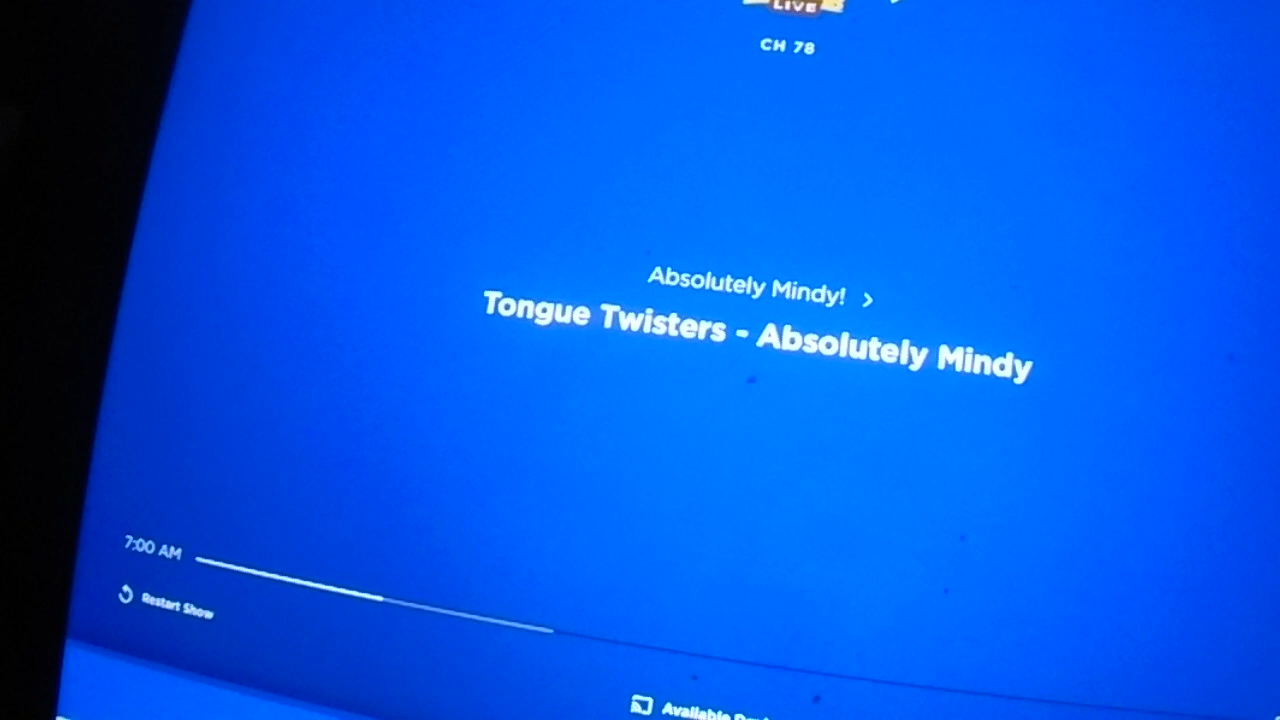 LIVE
CH 78
Absolutely Mindy!
Tongue Twisters - Absolutely Mindy
7:00 AM
Restart Show
Available